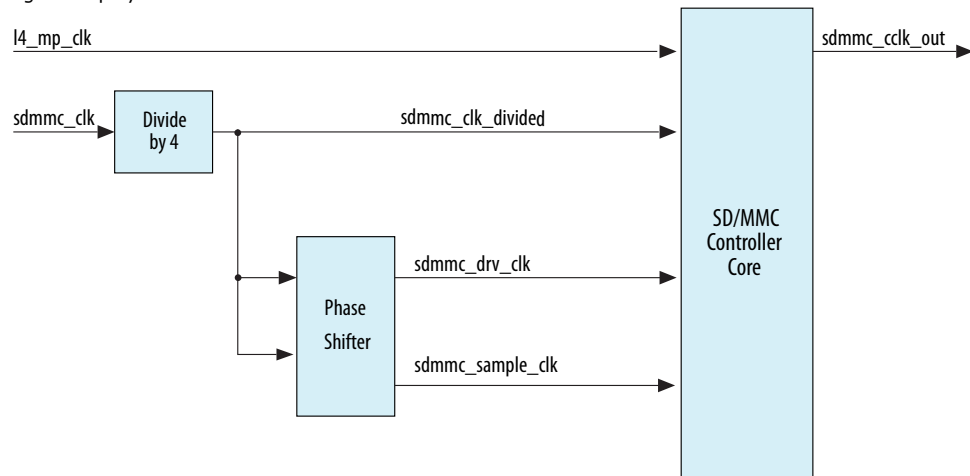 l4_mp_clk
sdmmc_cclk_out
sdmmc_clk
Divide
by 4
sdmmc_clk_divided
SD/MMC
Controller
Core
sdmmc_drv_clk
Phase
Shifter
sdmmc_sample_clk